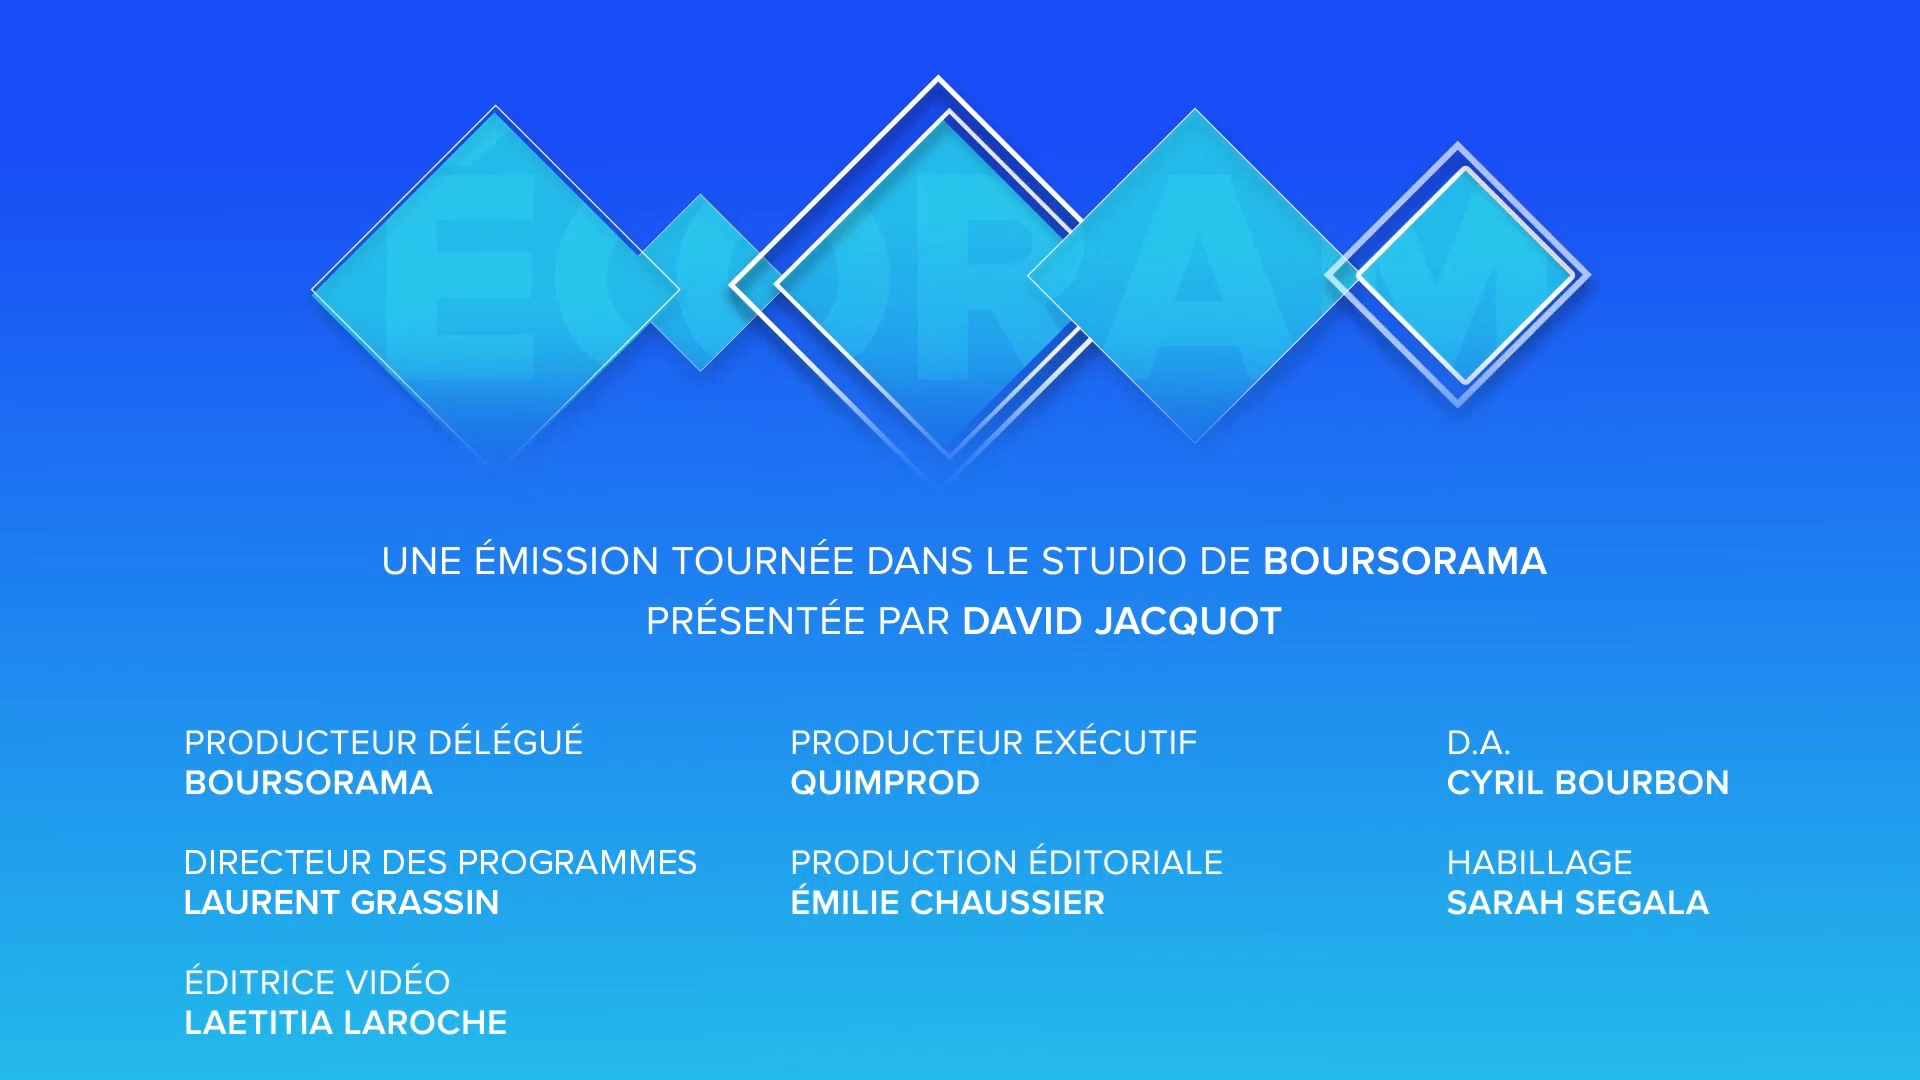 ÉCORAM
UNE ÉMISSION TOURNÉE DANS LE STUDIO DE BOURSORAMA
PRÉSENTÉE PAR DAVID JACQUOT
PRODUCTEUR DÉLÉGUÉ
BOURSORAMA
DIRECTEUR DES PROGRAMMES
LAURENT GRASSIN
ÉDITRICE VIDÉO
LAETITIA LAROCHE
PRODUCTEUR EXÉCUTIF
QUIMPROD
PRODUCTION ÉDITORIALE
ÉMILIE CHAUSSIER
D.A.
CYRIL BOURBON
HABILLAGE
SARAH SEGALA